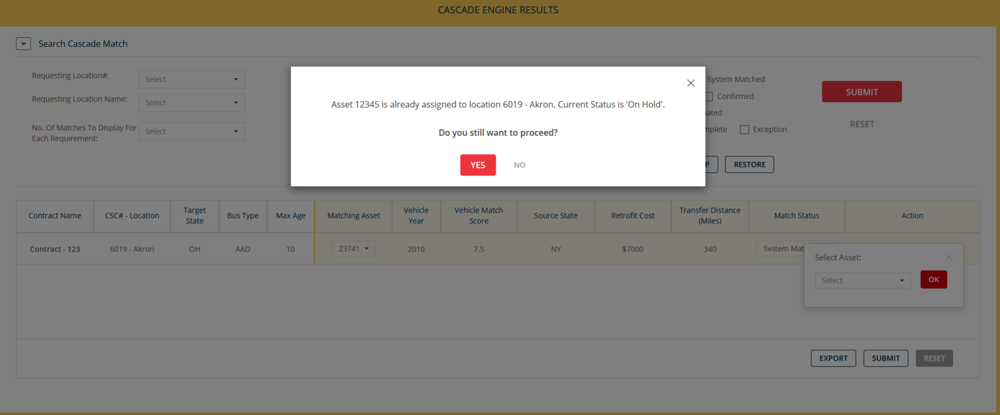 CASCADE ENGINE RESULTS
Search Cascade Match
Requesting Location#:
Select
Requesting Location Name:
Select
No. Of Matches To Display For
Each Requirement:
Select
System Matched
Confirmed
Exception
SUBMIT
RESET
RESTORE
Asset 12345 is already assigned to location 6019 - Akron. Current Status is 'On Hold'.
Do you still want to proceed?
YES
NO
Contract Name
CSC# - Location
Target
State
Bus Type
Max Age
Matching Asset
Vehicle
Year
Vehicle Match
Score
Source State
Retrofit Cost
Transfer Distance
(Miles)
Match Status
Action
Contract - 123
6019 - Akron
OH
AAD
10
23741
2010
7.5
NY
$7000
340
System Mat
Select Asset:
Select
OK
EXPORT
SUBMIT
RESET